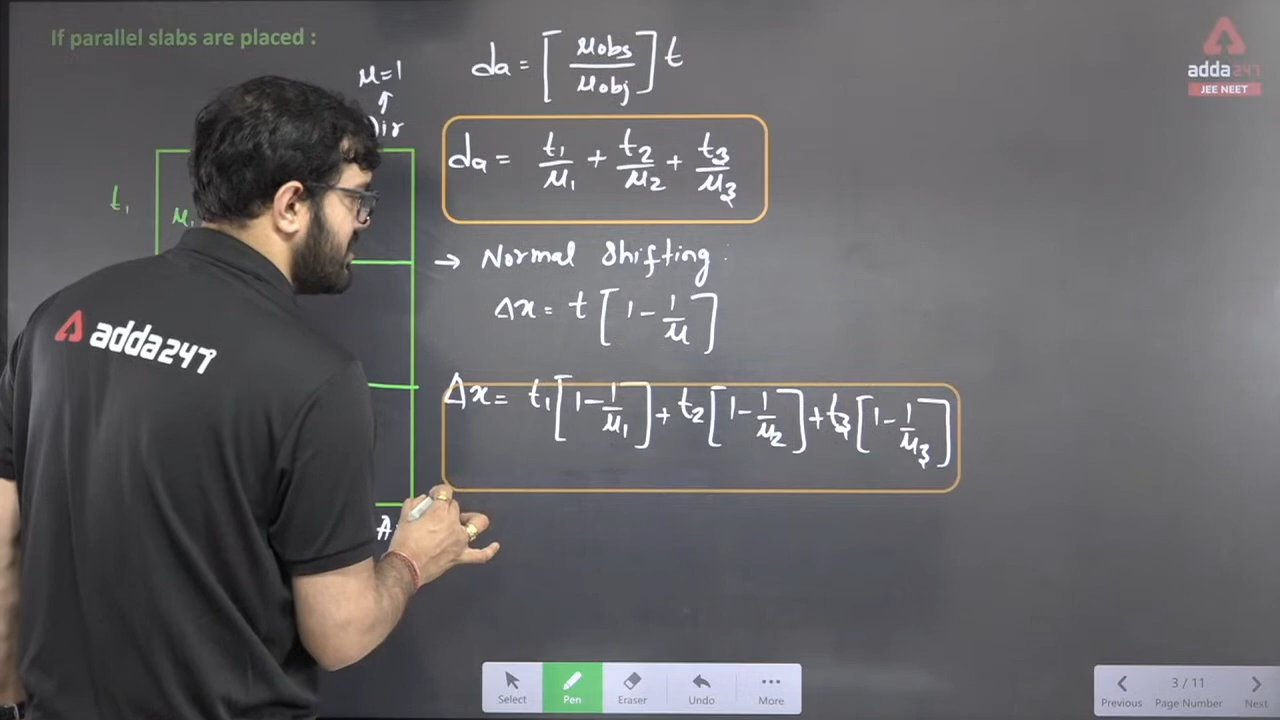 If parallel slabs are placed :
adda247
JEE NEET
da = [μobs/μobj] t
μ=1
↑
t₁
μ₁
da = t₁/μ₁ + t₂/μ₂ + t₃/μ₃
→ Normal Shifting :
Δx = t [1 - 1/μ]
adda247
Δx = t₁[1-1/μ₁] + t₂[1-1/μ₂] + t₃[1-1/μ₃]
Select
Pen
Eraser
Undo
More
Previous
3 / 11
Page Number
Next